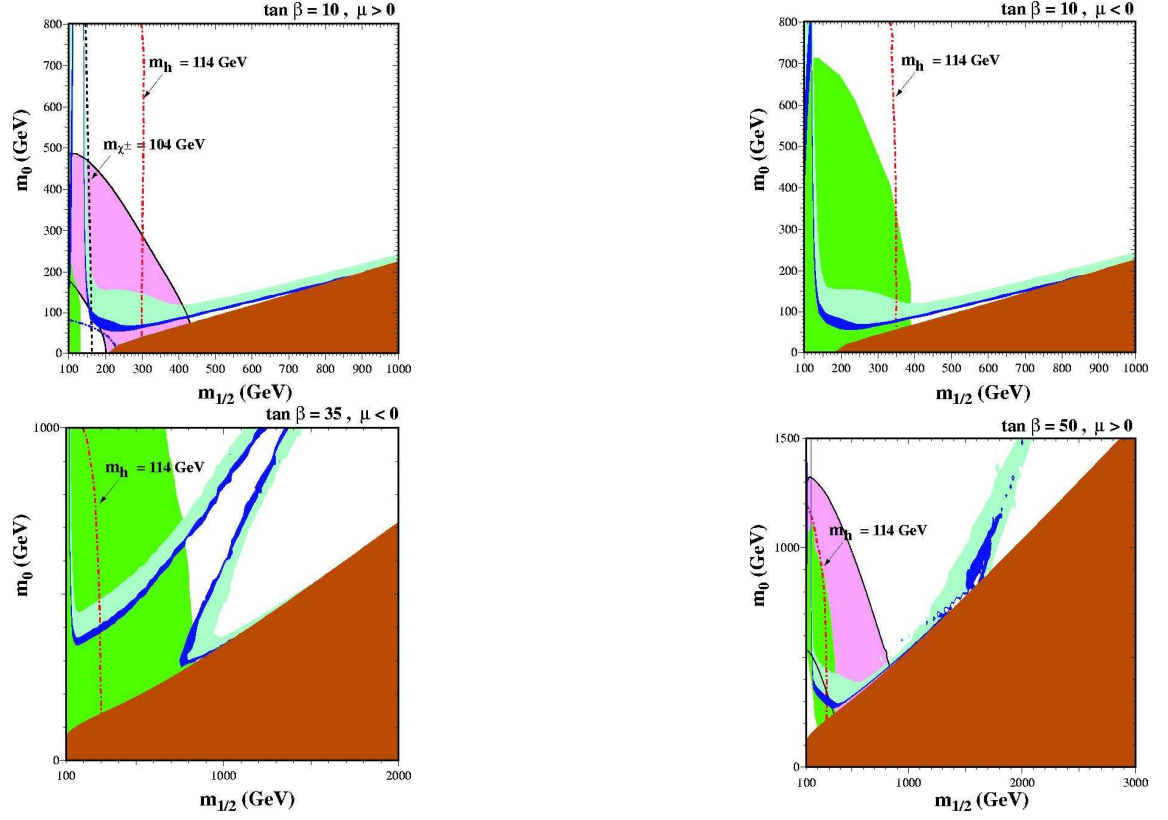 tan β = 10 , μ > 0
800
700
600
500
400
300
200
100
0
m0 (GeV)
mh = 114 GeV
mχ± = 104 GeV
100 200 300 400 500 600 700 800 900 1000
m1/2 (GeV)
tan β = 10 , μ < 0
800
700
600
500
400
300
200
100
0
m0 (GeV)
mh = 114 GeV
100 200 300 400 500 600 700 800 900 1000
m1/2 (GeV)
tan β = 35 , μ < 0
1000
0
m0 (GeV)
mh = 114 GeV
100 1000 2000
m1/2 (GeV)
tan β = 50 , μ > 0
1500
1000
0
m0 (GeV)
mh = 114 GeV
100 1000 2000 3000
m1/2 (GeV)